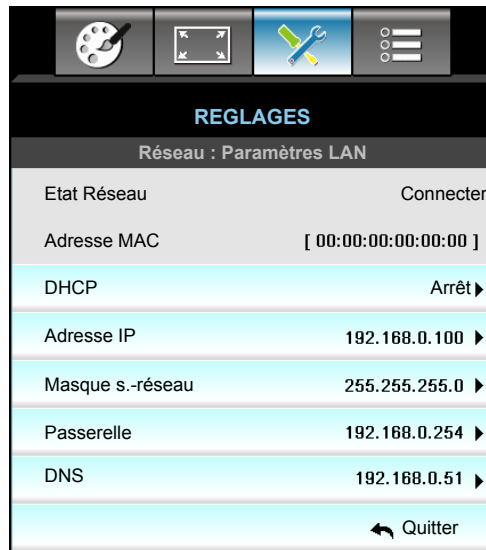 REGLAGES
Réseau : Paramètres LAN
Etat Réseau Connecter
Adresse MAC [ 00:00:00:00:00:00 ]
DHCP Arrêt
Adresse IP 192.168.0.100
Masque s.-réseau 255.255.255.0
Passerelle 192.168.0.254
DNS 192.168.0.51
Quitter